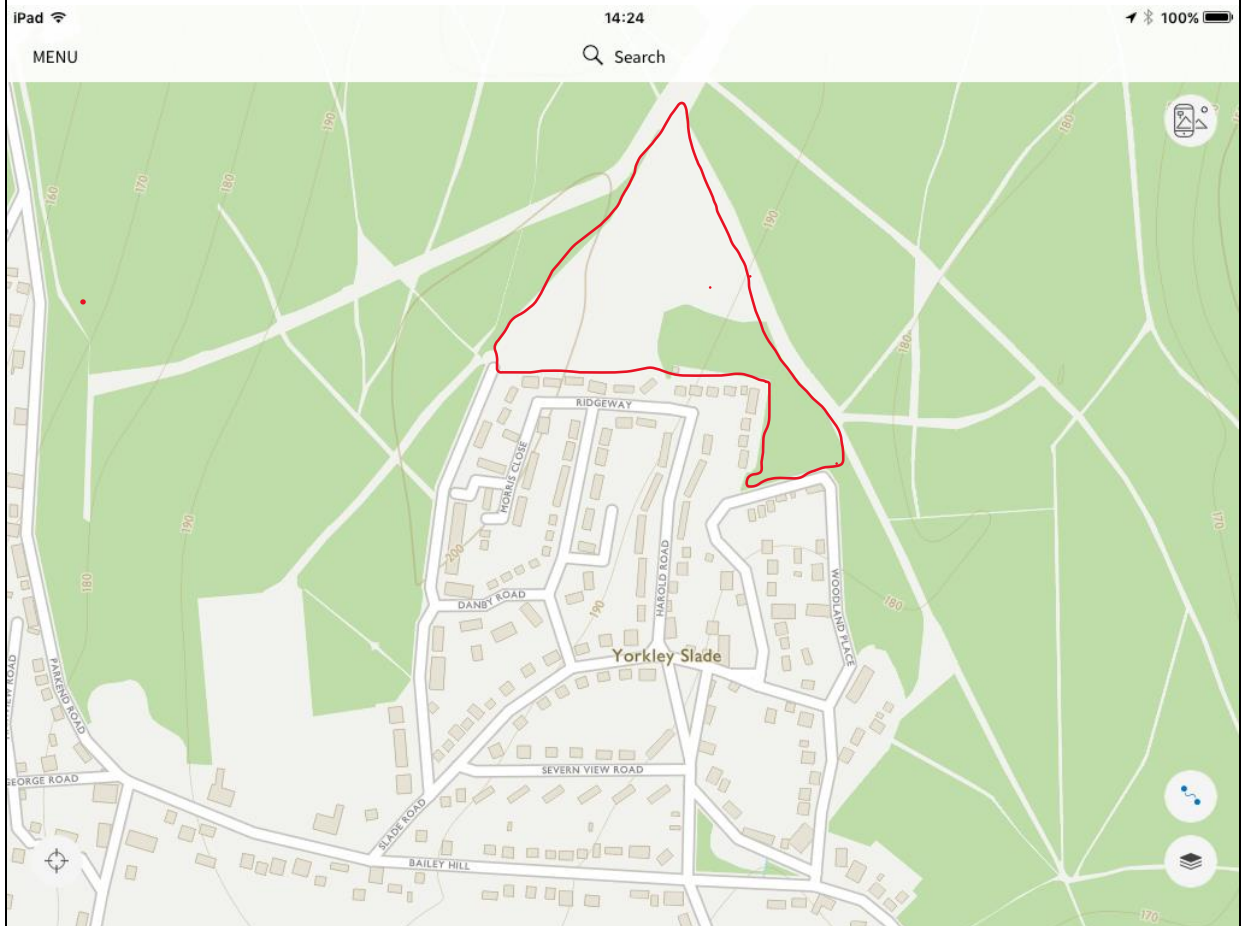 iPad 14:24 100%
MENU Search
190
180
190
170
180
160
190
180
RIDGEWAY
MORRIS CLOSE
190
170
200
HAROLD ROAD
180
WOODLAND PLACE
180
DANBY ROAD
190
Yorkley Slade
PARKEND ROAD
SEVERN VIEW ROAD
GEORGE ROAD
SLADE ROAD
BAILEY HILL
170